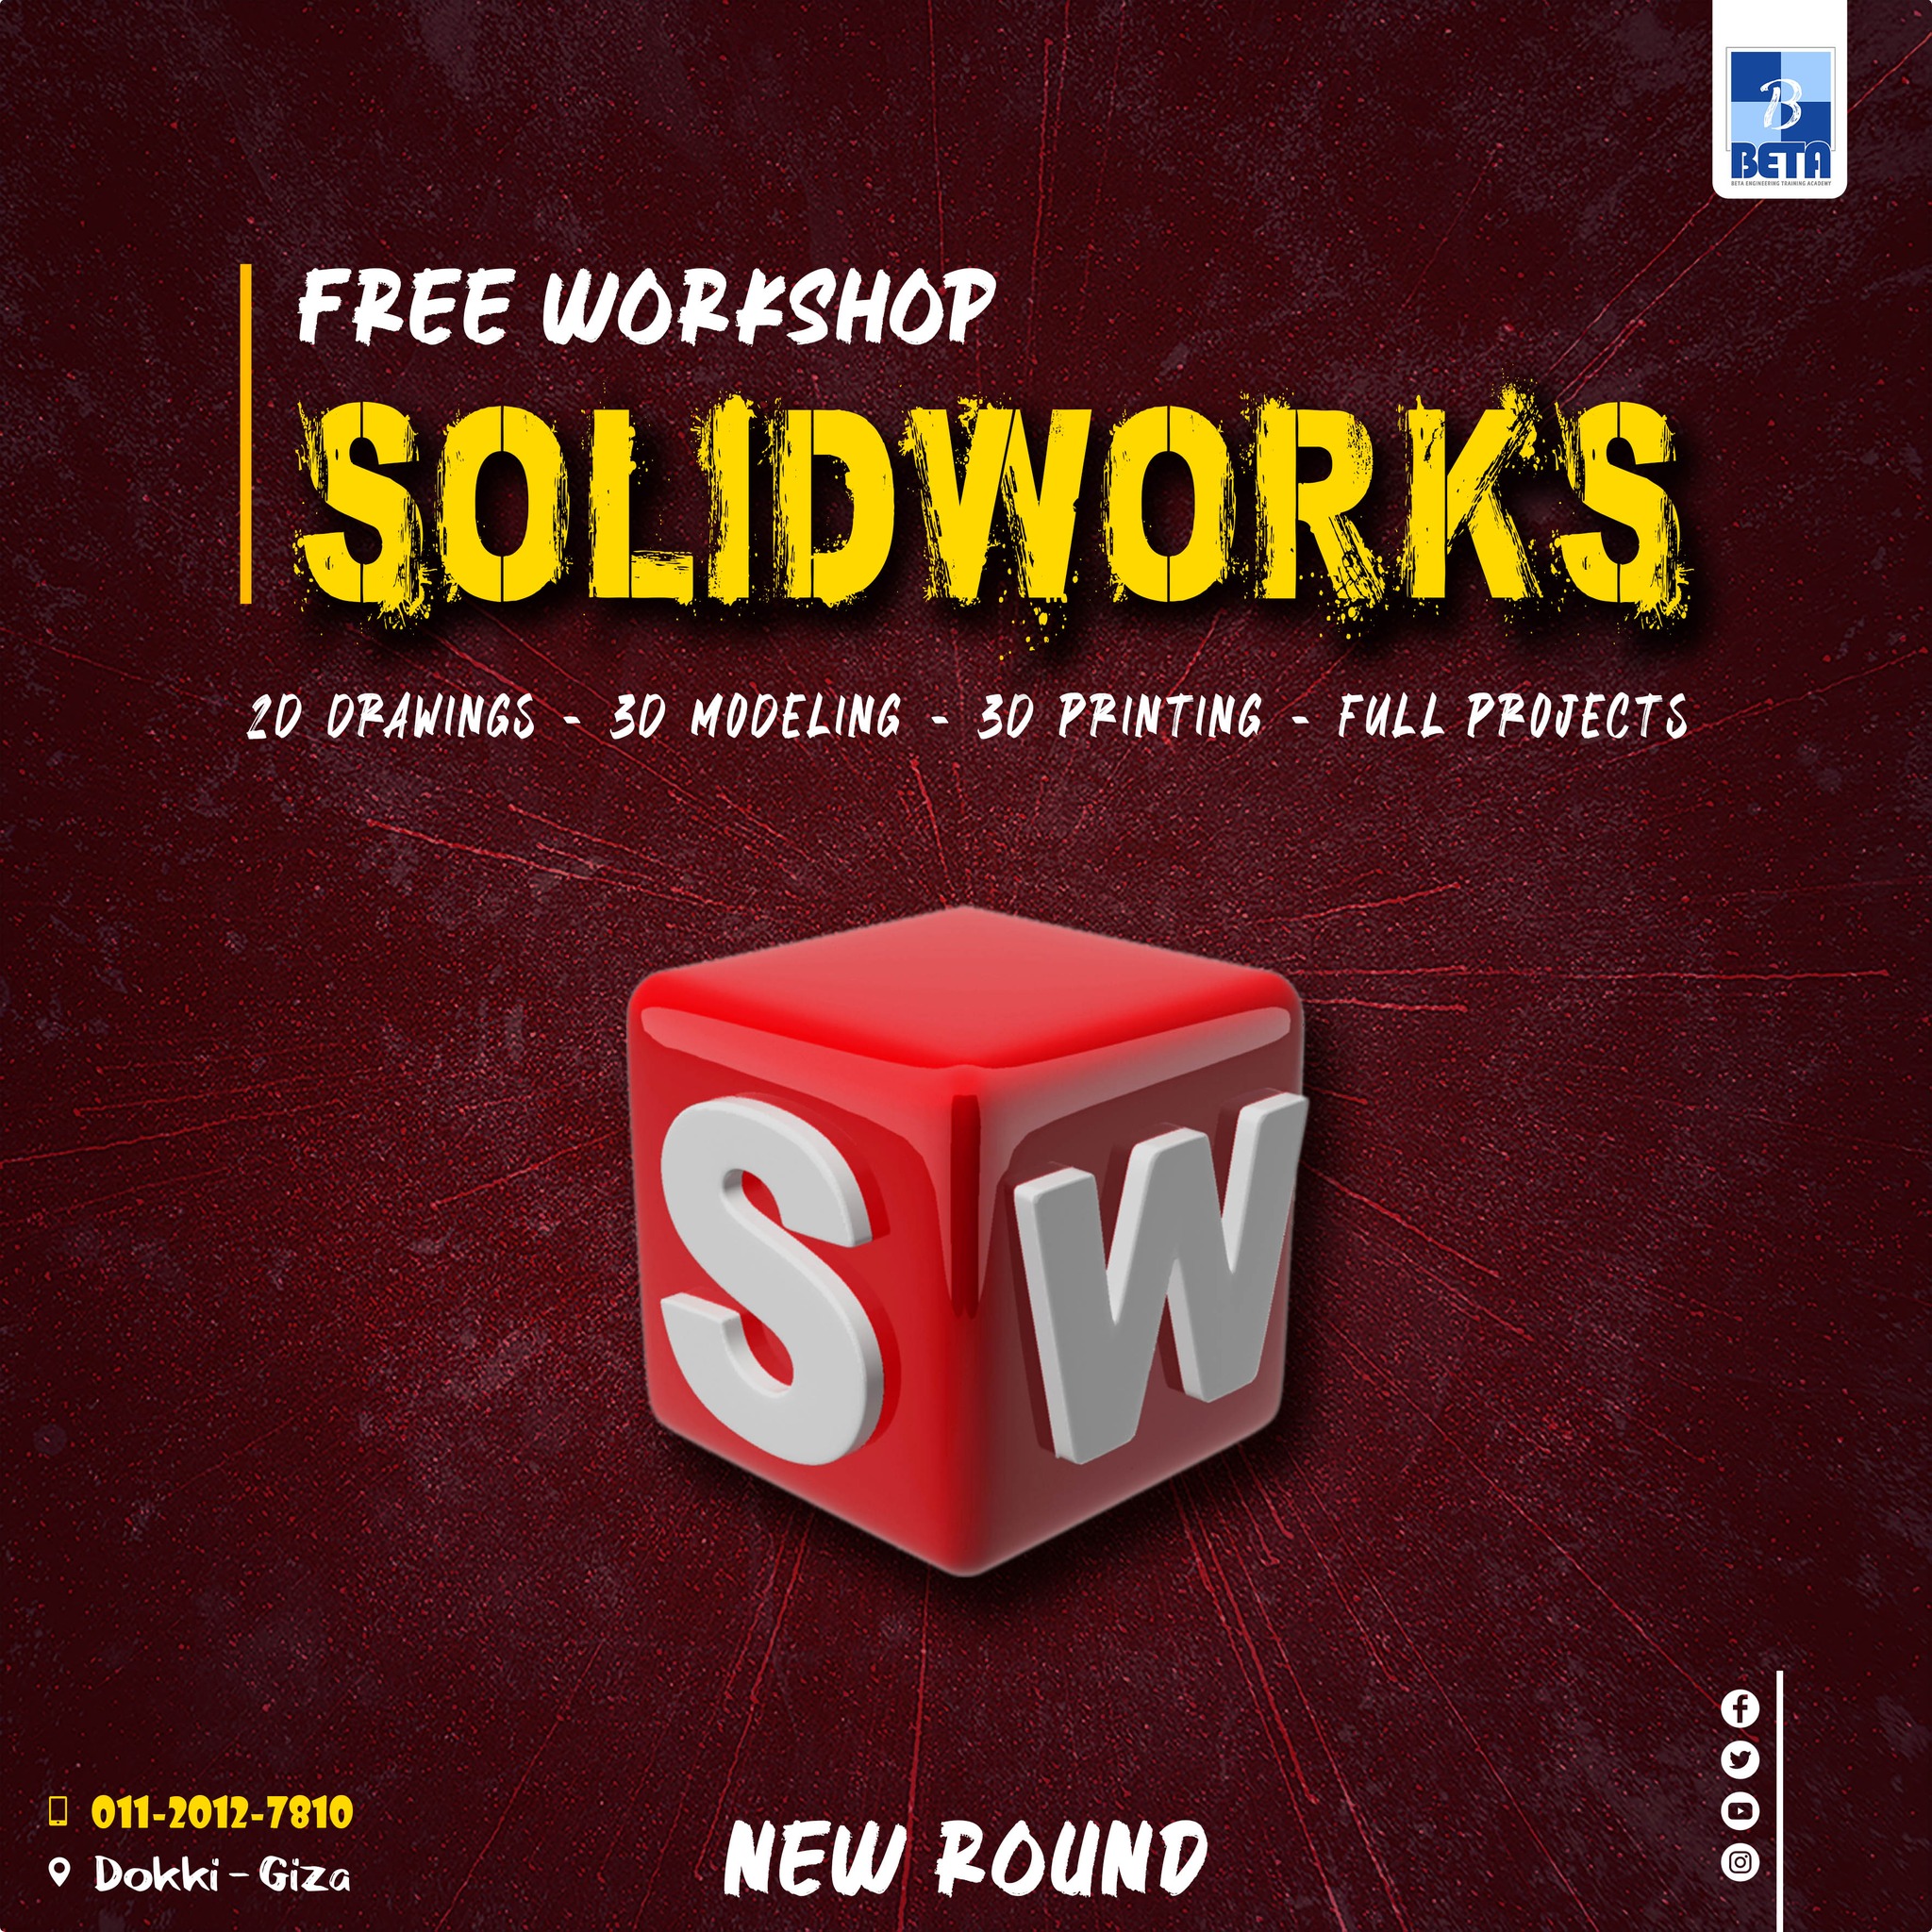 B
BETA
BETA ENGINEERING TRAINING ACADEMY
FREE WORKSHOP
SOLIDWORKS
2D DRAWINGS - 3D MODELING - 3D PRINTING - FULL PROJECTS
S W
011-2012-7810
Dokki - Giza
NEW ROUND